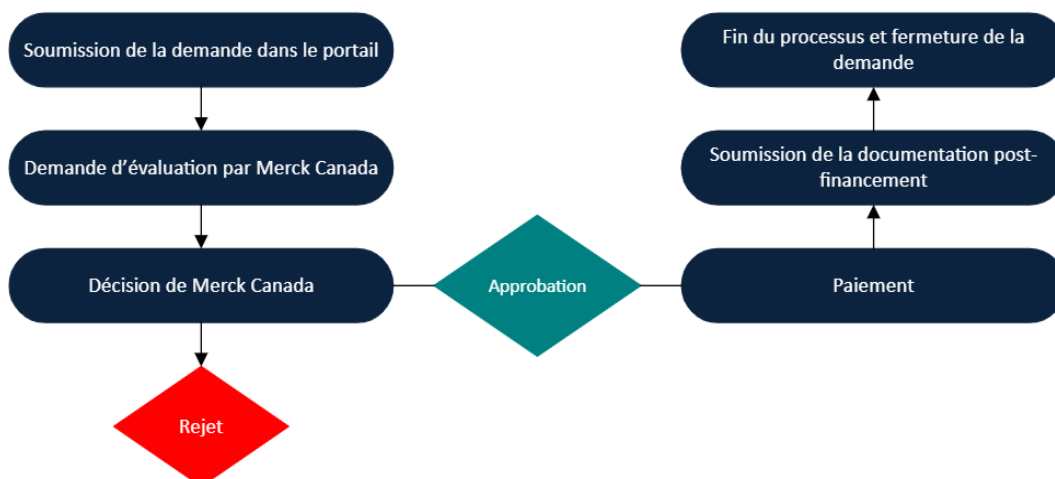 Soumission de la demande dans le portail
Demande d'évaluation par Merck Canada
Décision de Merck Canada
Rejet
Approbation
Paiement
Soumission de la documentation post-
financement
Fin du processus et fermeture de la
demande